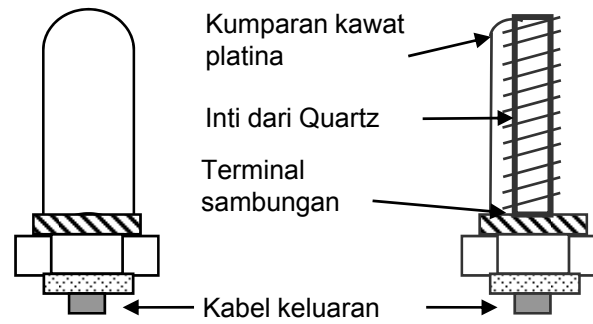 Kumparan kawat
platina
Inti dari Quartz
Terminal
sambungan
Kabel keluaran